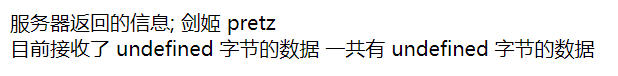 服务器返回的信息; 剑姬 pretz
目前接收了 undefined 字节的数据 一共有 undefined 字节的数据